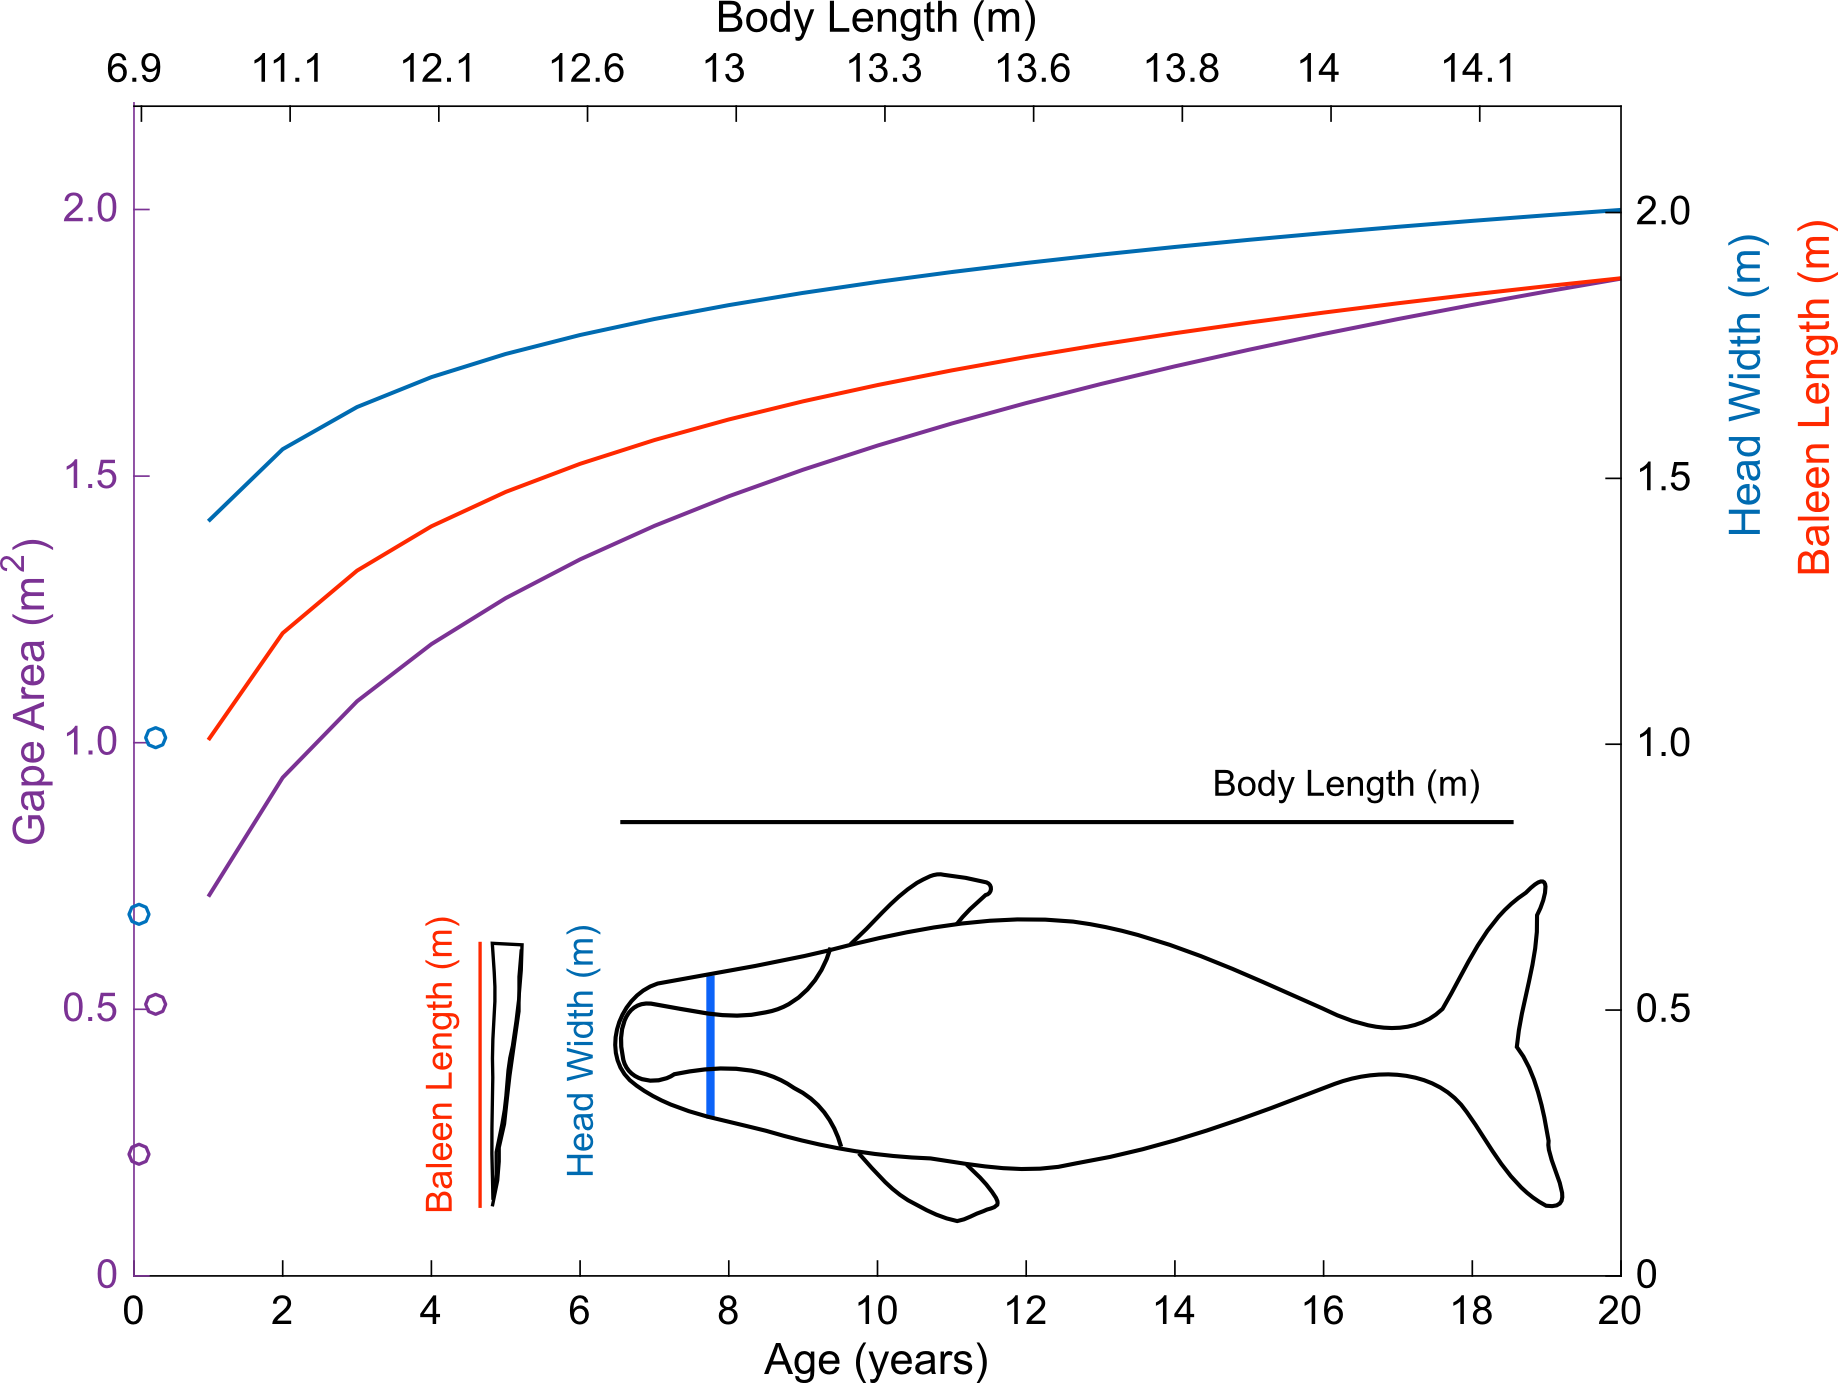 Body Length (m)
6.9 11.1 12.1 12.6 13 13.3 13.6 13.8 14 14.1
Gape Area (m²)
2.0
1.5
1.0
0.5
0
2.0
1.5
1.0
0.5
0
Head Width (m)
Baleen Length (m)
Body Length (m)
Baleen Length (m)
Head Width (m)
0 2 4 6 8 10 12 14 16 18 20
Age (years)